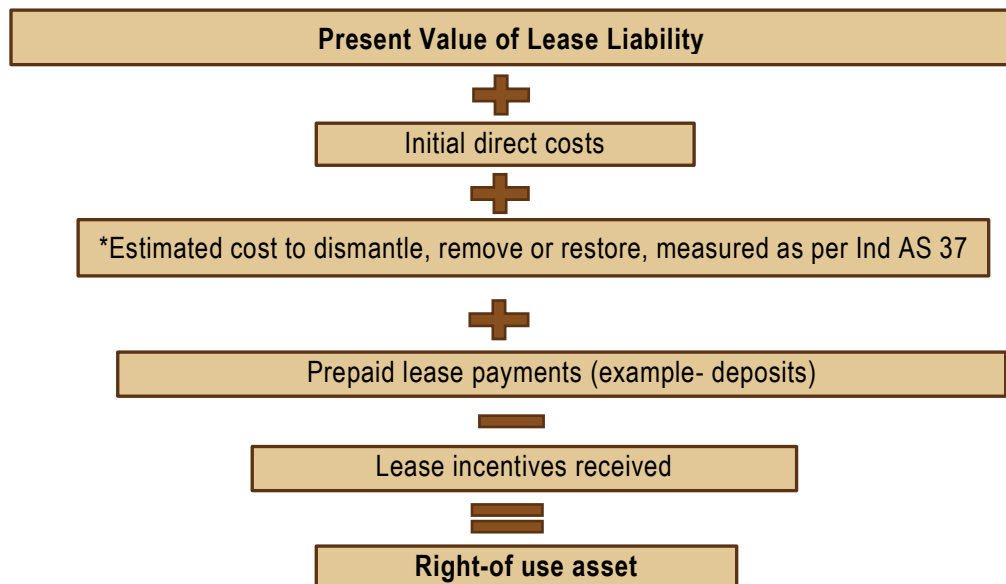 Present Value of Lease Liability
Initial direct costs
*Estimated cost to dismantle, remove or restore, measured as per Ind AS 37
Prepaid lease payments (example- deposits)
Lease incentives received
Right-of use asset